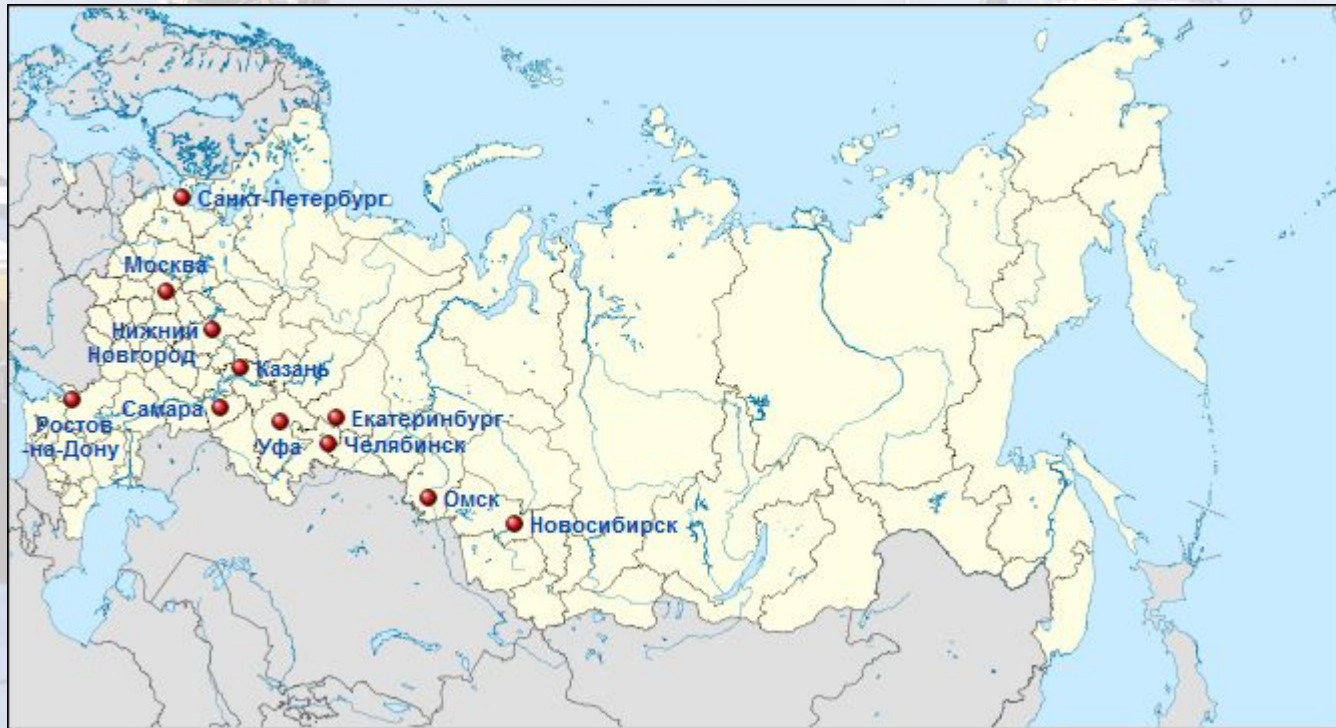 Санкт-Петербург
Москва
Нижний
Новгород
Казань
Самара
Ростов
-на-Дону
Екатеринбург
Уфа
Челябинск
Омск
Новосибирск